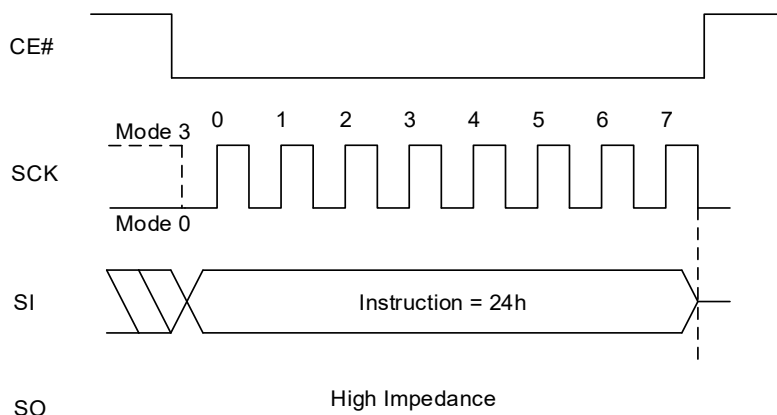 CE#
0 1 2 3 4 5 6 7
Mode 3
SCK
Mode 0
SI
Instruction = 24h
SO
High Impedance